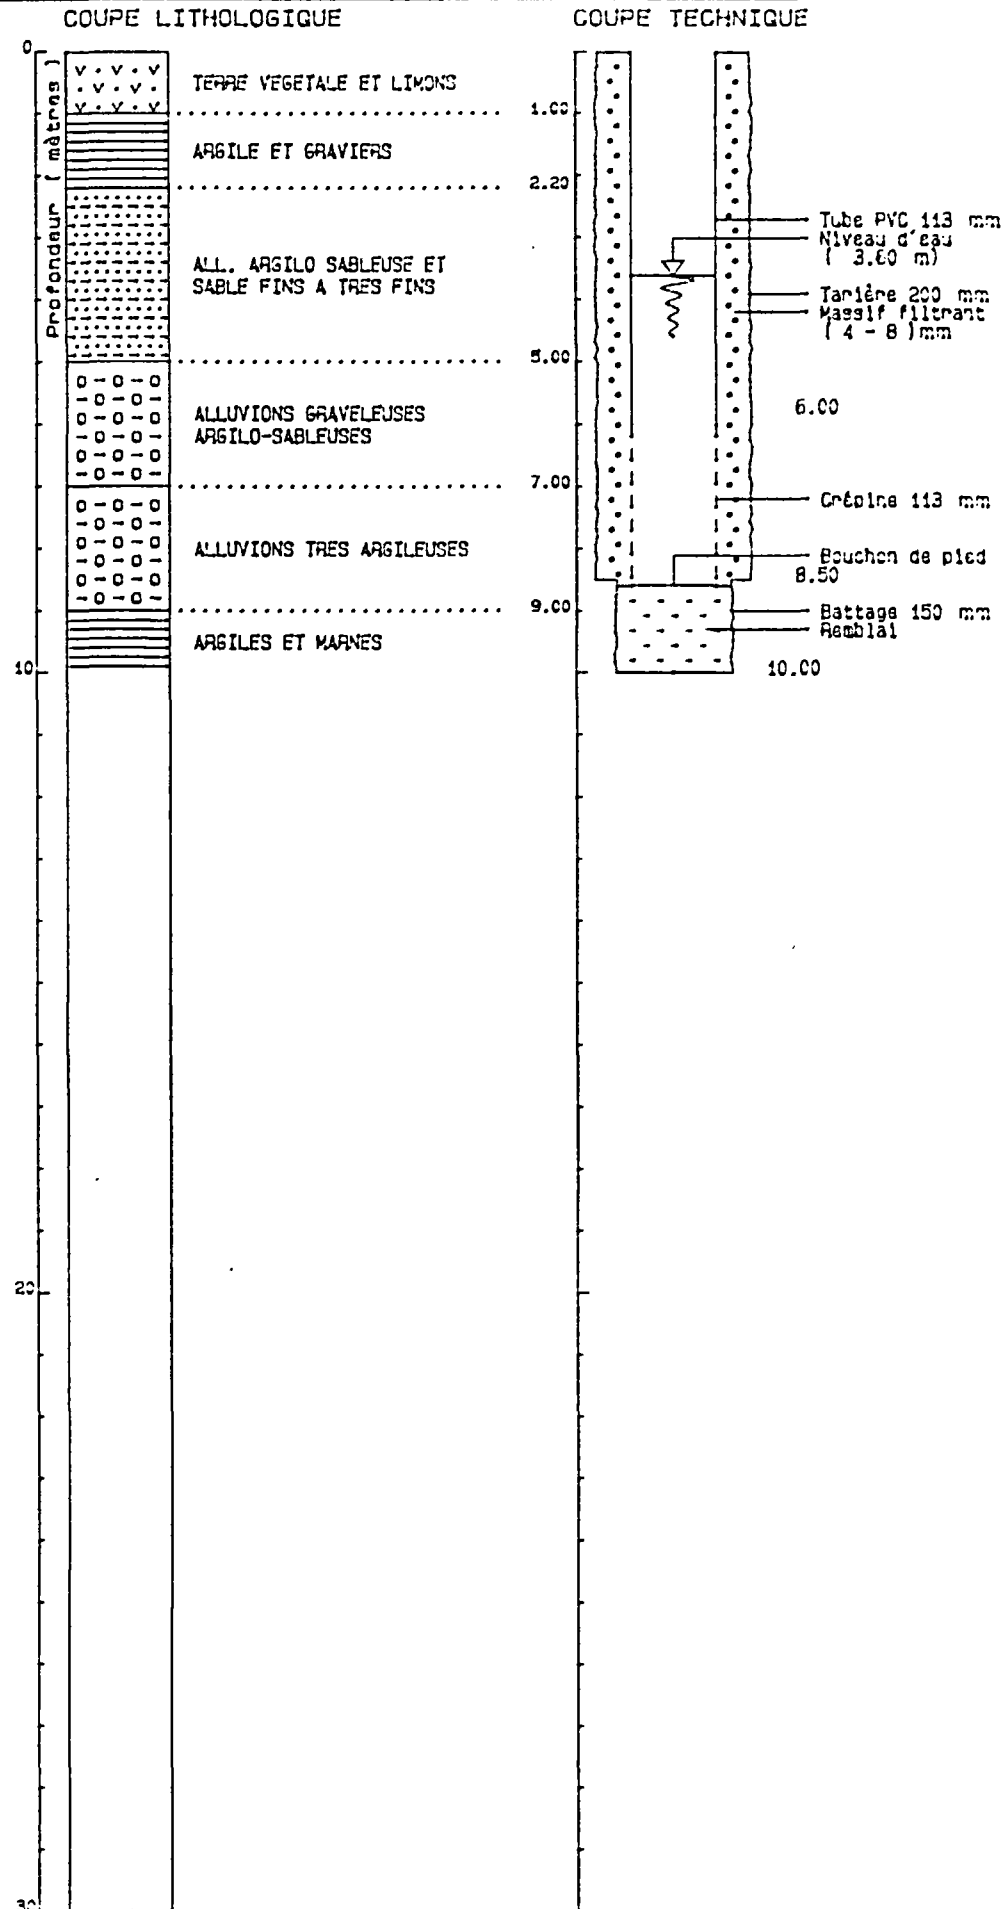 COUPE LITHOLOGIQUE
COUPE TECHNIQUE
0
Profondeur (mètres)
TERRE VEGETALE ET LIMONS
1.00
ARGILE ET GRAVIERS
2.20
Tube PVC 113 mm
Niveau d'eau
( 3.60 m)
ALL. ARGILO SABLEUSE ET
SABLE FINS A TRES FINS
Tarière 200 mm
Massif filtrant
( 4 - 8 )mm
5.00
ALLUVIONS GRAVELEUSES
ARGILO-SABLEUSES
6.00
7.00
Crépine 113 mm
ALLUVIONS TRES ARGILEUSES
Bouchon de pied
8.50
9.00
Battage 150 mm
Remblai
ARGILES ET MARNES
10
10.00
20
30